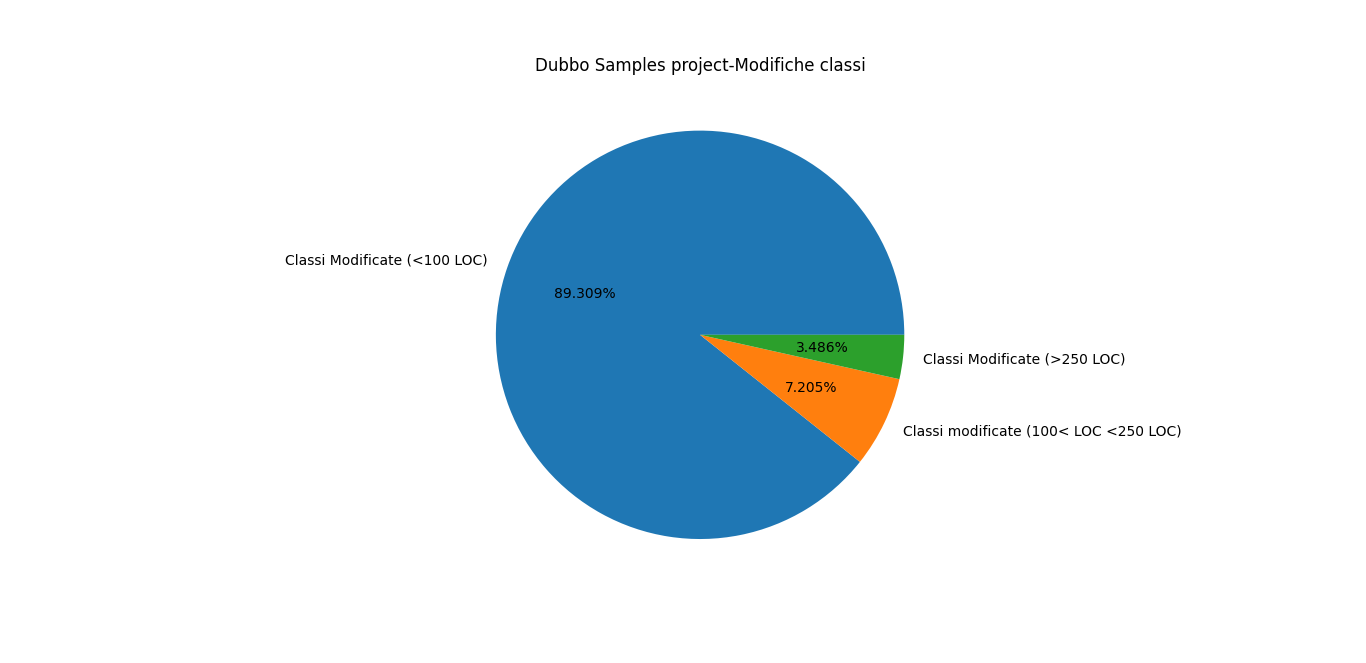 Dubbo Samples project-Modifiche classi
Classi Modificate (<100 LOC)
89.309%
3.486%
Classi Modificate (>250 LOC)
7.205%
Classi modificate (100< LOC <250 LOC)